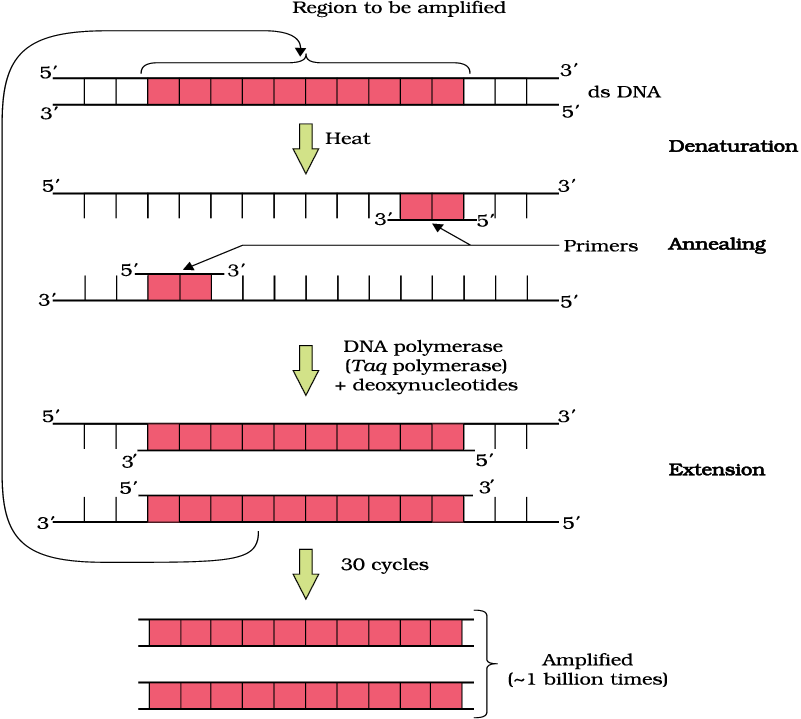 Region to be amplified
5′
3′
ds DNA
3′
5′
Heat
Denaturation
5′
3′
3′
5′
Primers
Annealing
5′
3′
3′
5′
DNA polymerase
(Taq polymerase)
+ deoxynucleotides
5′
3′
3′
5′
Extension
5′
3′
3′
5′
30 cycles
Amplified
(~1 billion times)